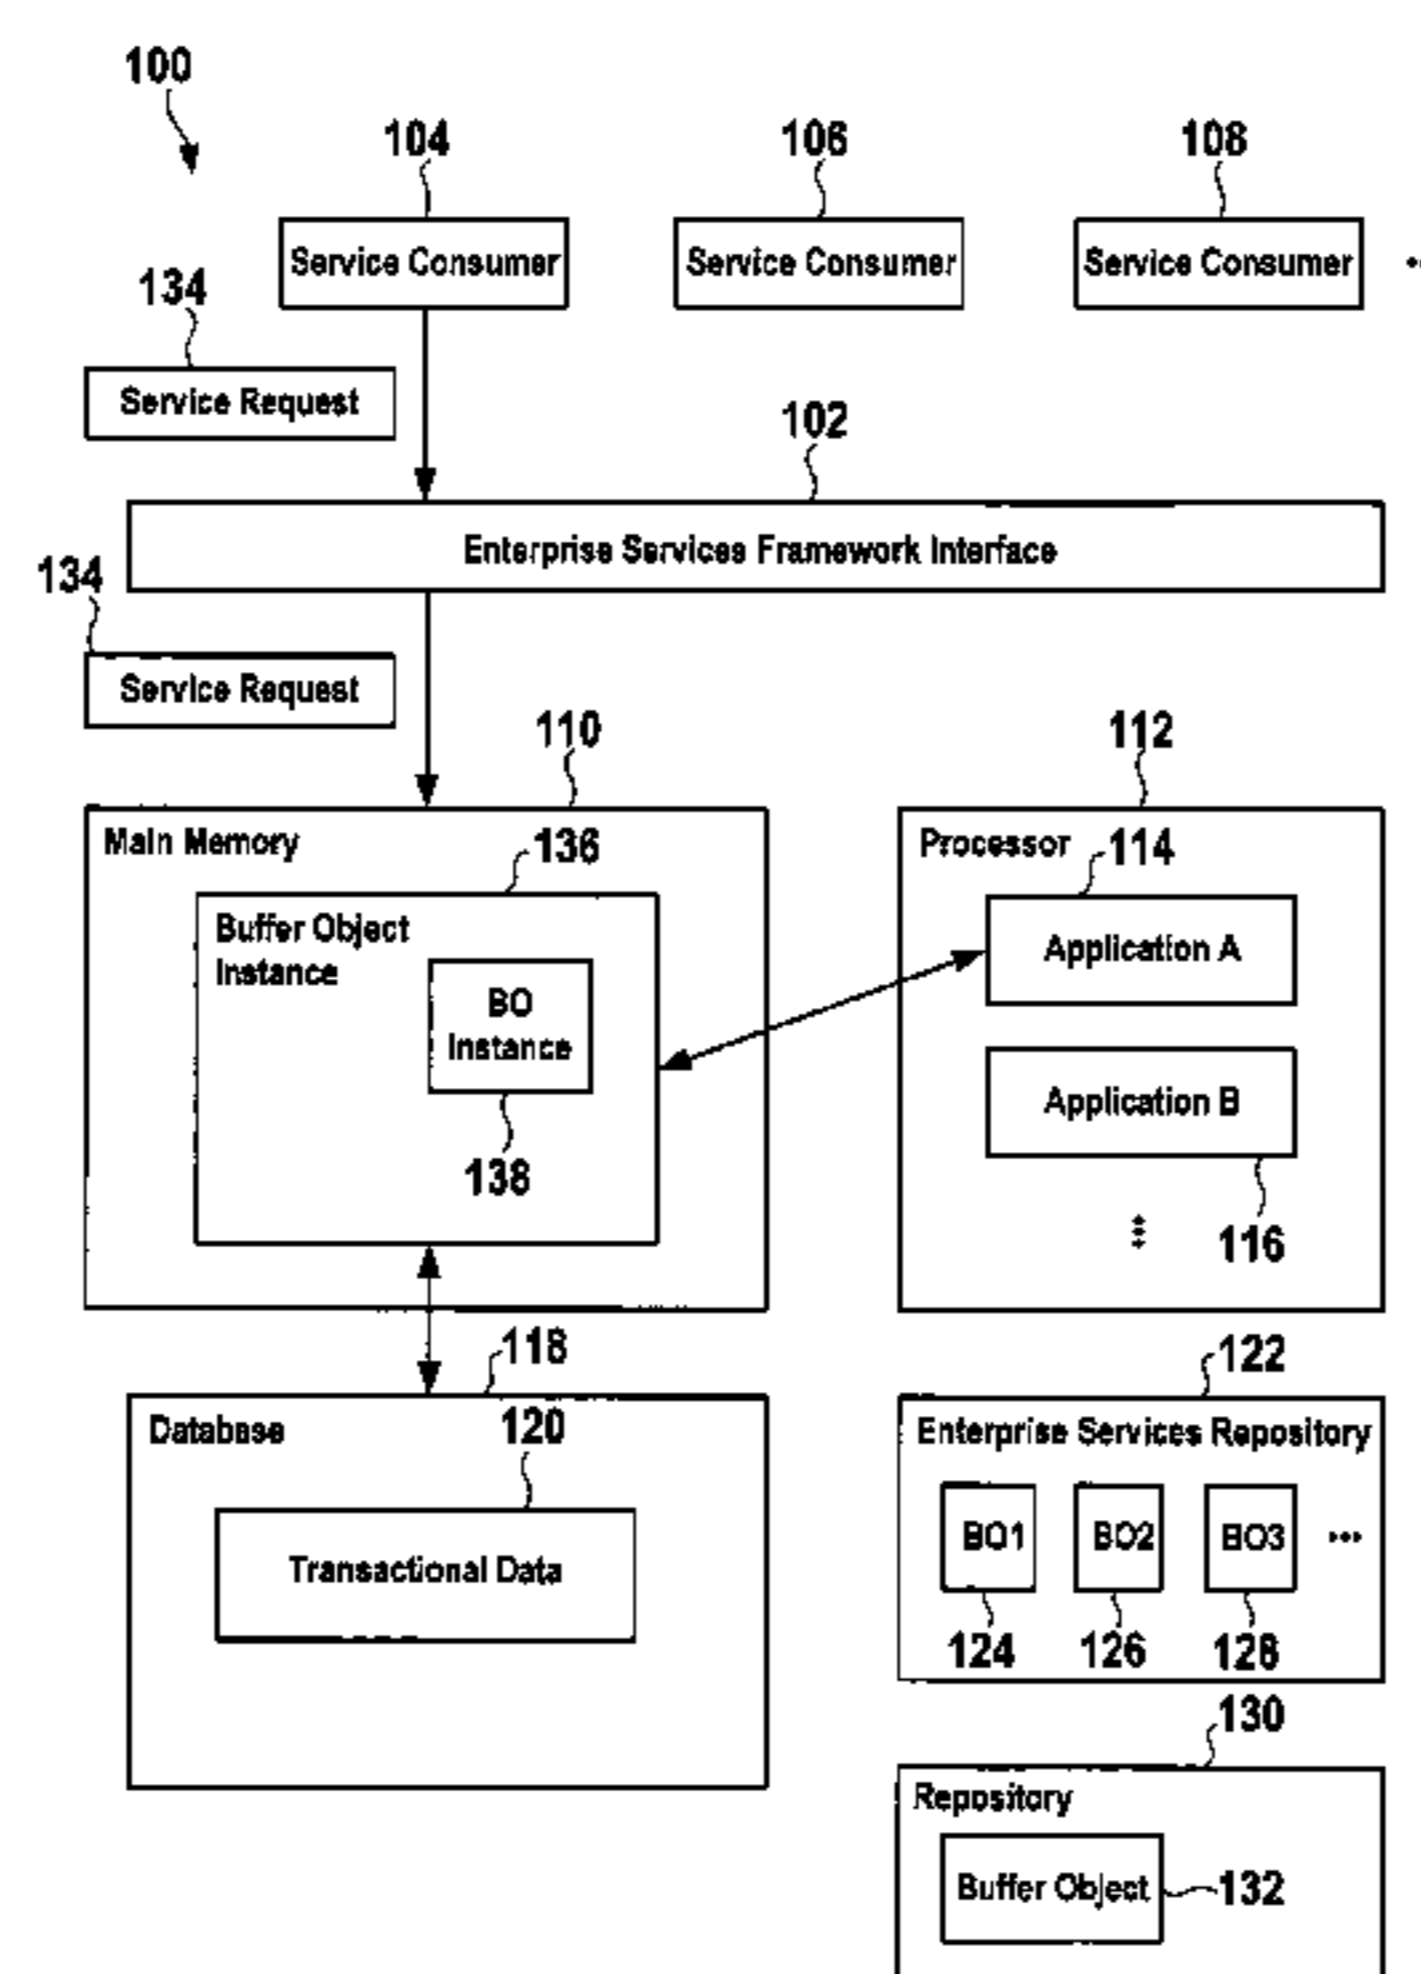 100
104 106 108
Service Consumer Service Consumer Service Consumer ...
134
Service Request
102
Enterprise Services Framework Interface
134
Service Request
110 112
Main Memory
136
Buffer Object
Instance
BO
Instance
138
Processor
114
Application A
Application B
116
118
Database
120
Transactional Data
122
Enterprise Services Repository
BO1 BO2 BO3 ...
124 126 128
130
Repository
Buffer Object 132